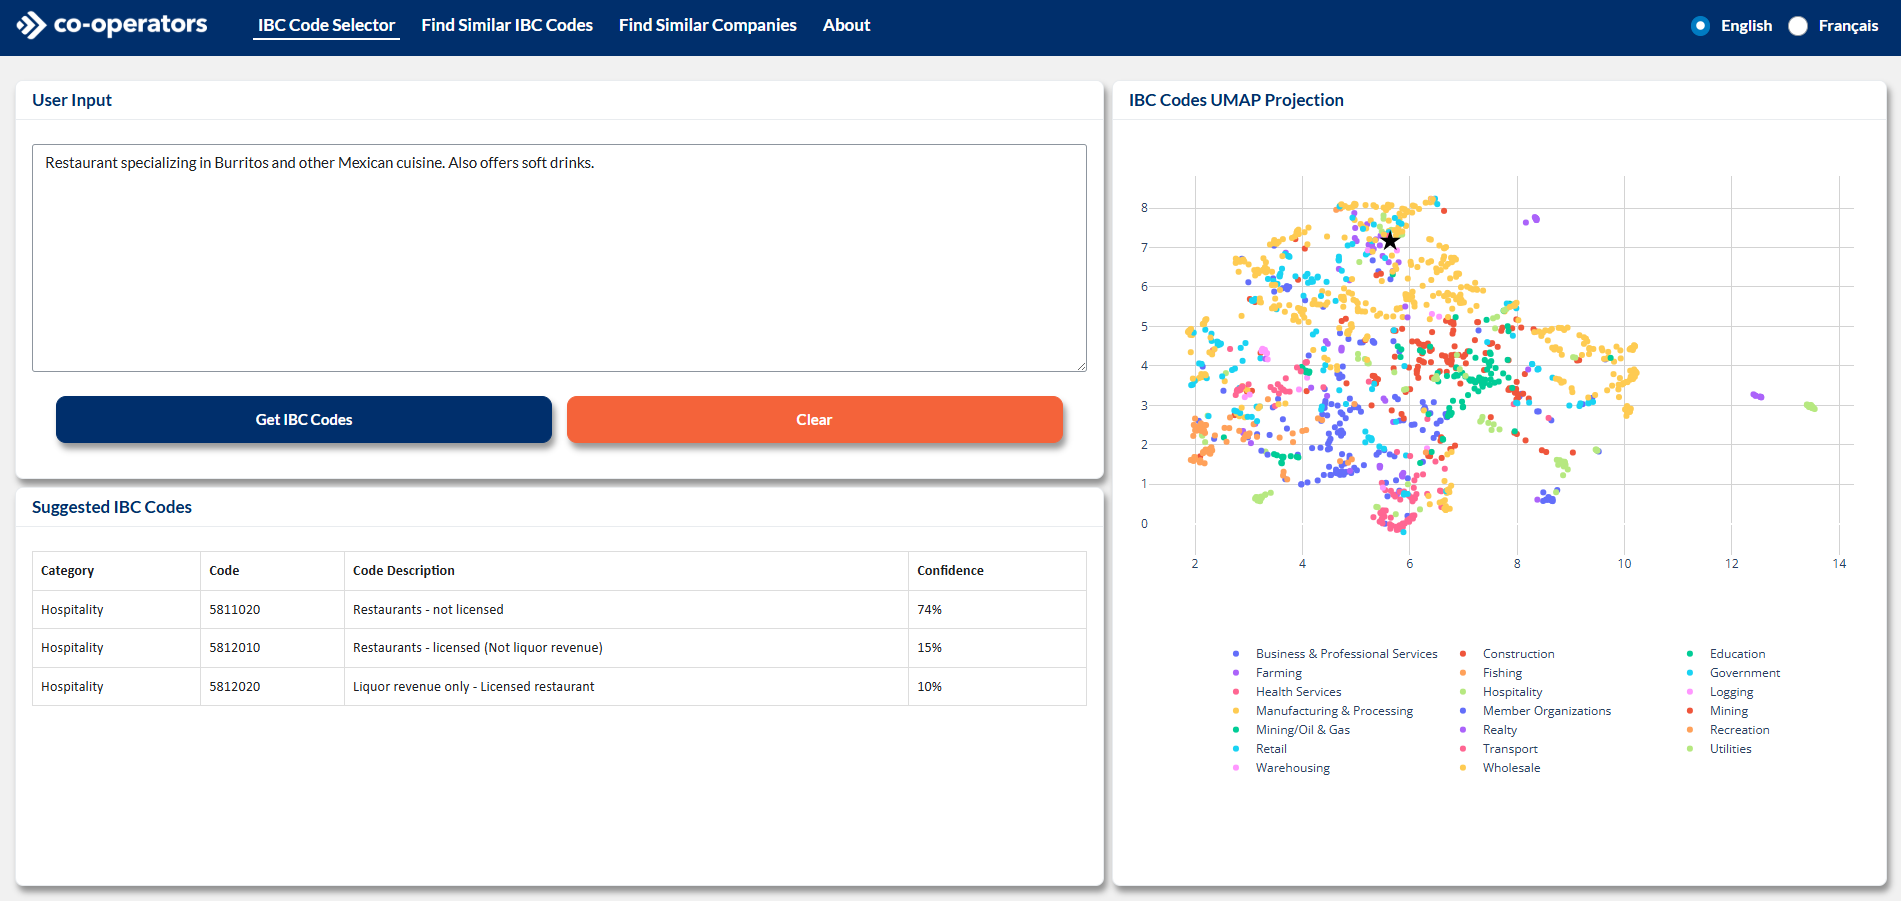 co-operators
IBC Code Selector
Find Similar IBC Codes
Find Similar Companies
About
English
Français
User Input
Restaurant specializing in Burritos and other Mexican cuisine. Also offers soft drinks.
Get IBC Codes
Clear
Suggested IBC Codes
Category Code Code Description Confidence
Hospitality 5811020 Restaurants - not licensed 74%
Hospitality 5812010 Restaurants - licensed (Not liquor revenue) 15%
Hospitality 5812020 Liquor revenue only - Licensed restaurant 10%
IBC Codes UMAP Projection
8
7
6
5
4
3
2
1
0
2 4 6 8 10 12 14
Business & Professional Services Construction Education
Farming Fishing Government
Health Services Hospitality Logging
Manufacturing & Processing Member Organizations Mining
Mining/Oil & Gas Realty Recreation
Retail Transport Utilities
Warehousing Wholesale